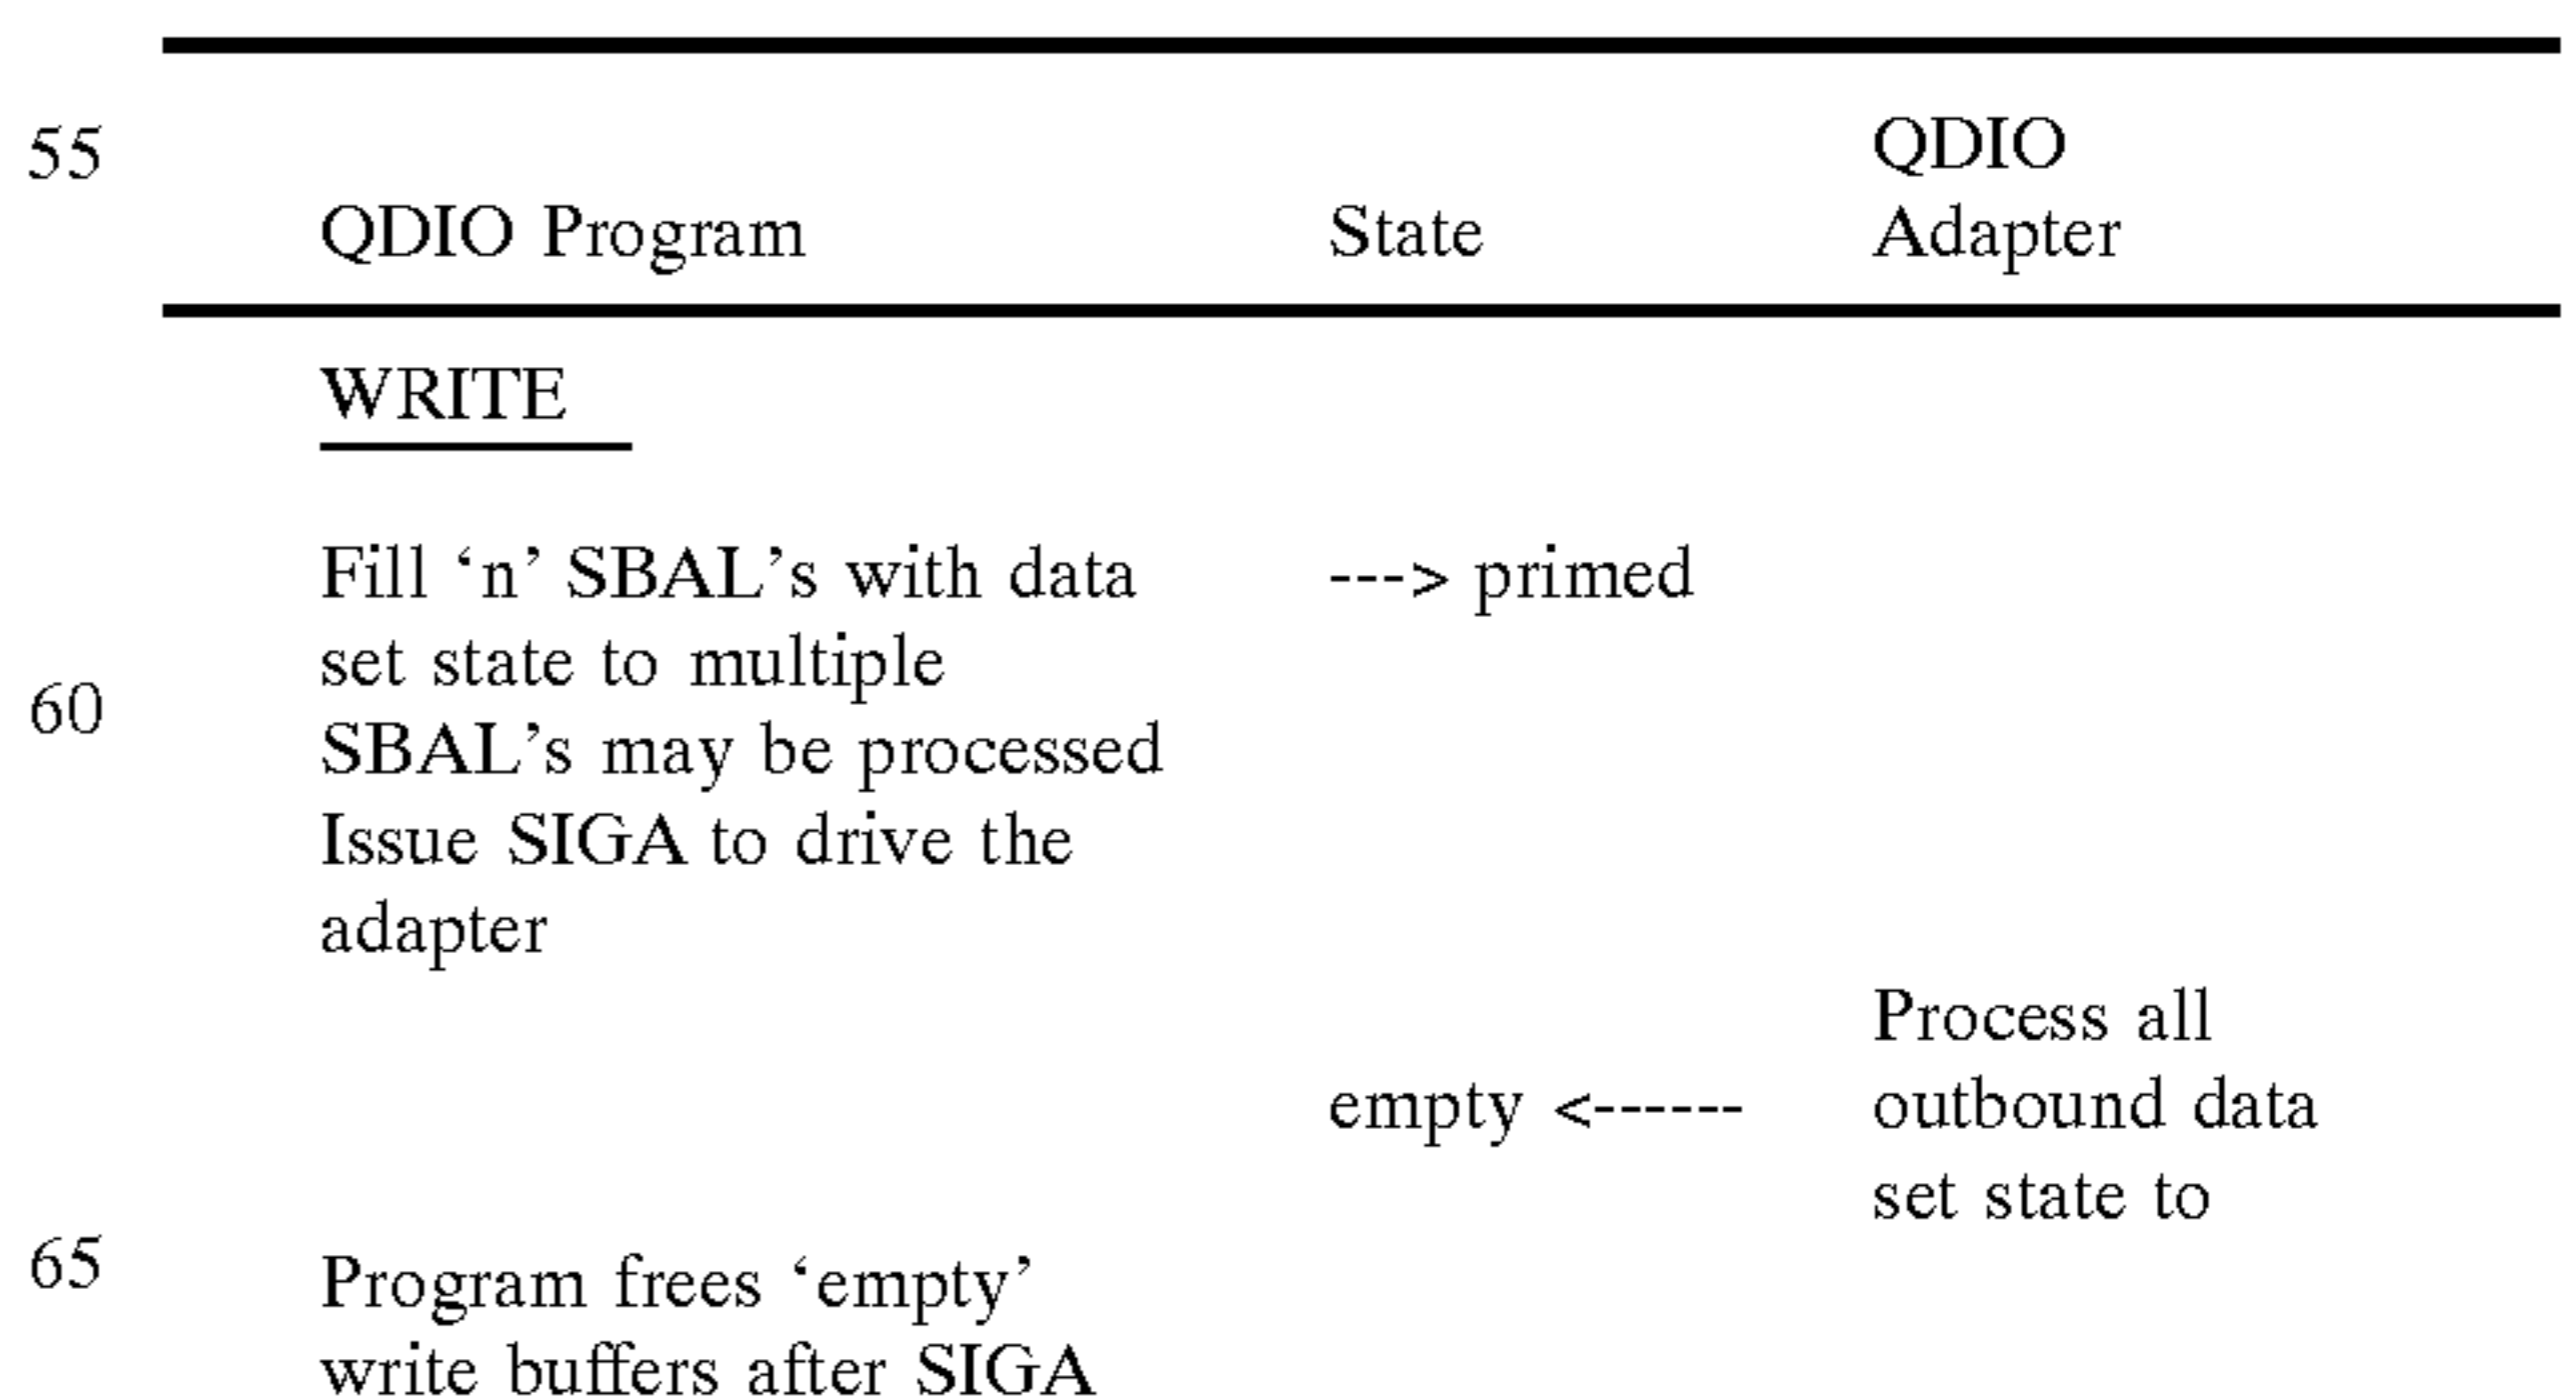 55 QDIO
QDIO Program State Adapter
WRITE
Fill ‘n’ SBAL’s with data ---> primed
set state to multiple
60
SBAL’s may be processed
Issue SIGA to drive the
adapter
Process all
empty <------ outbound data
set state to
65
Program frees ‘empty’
write buffers after SIGA